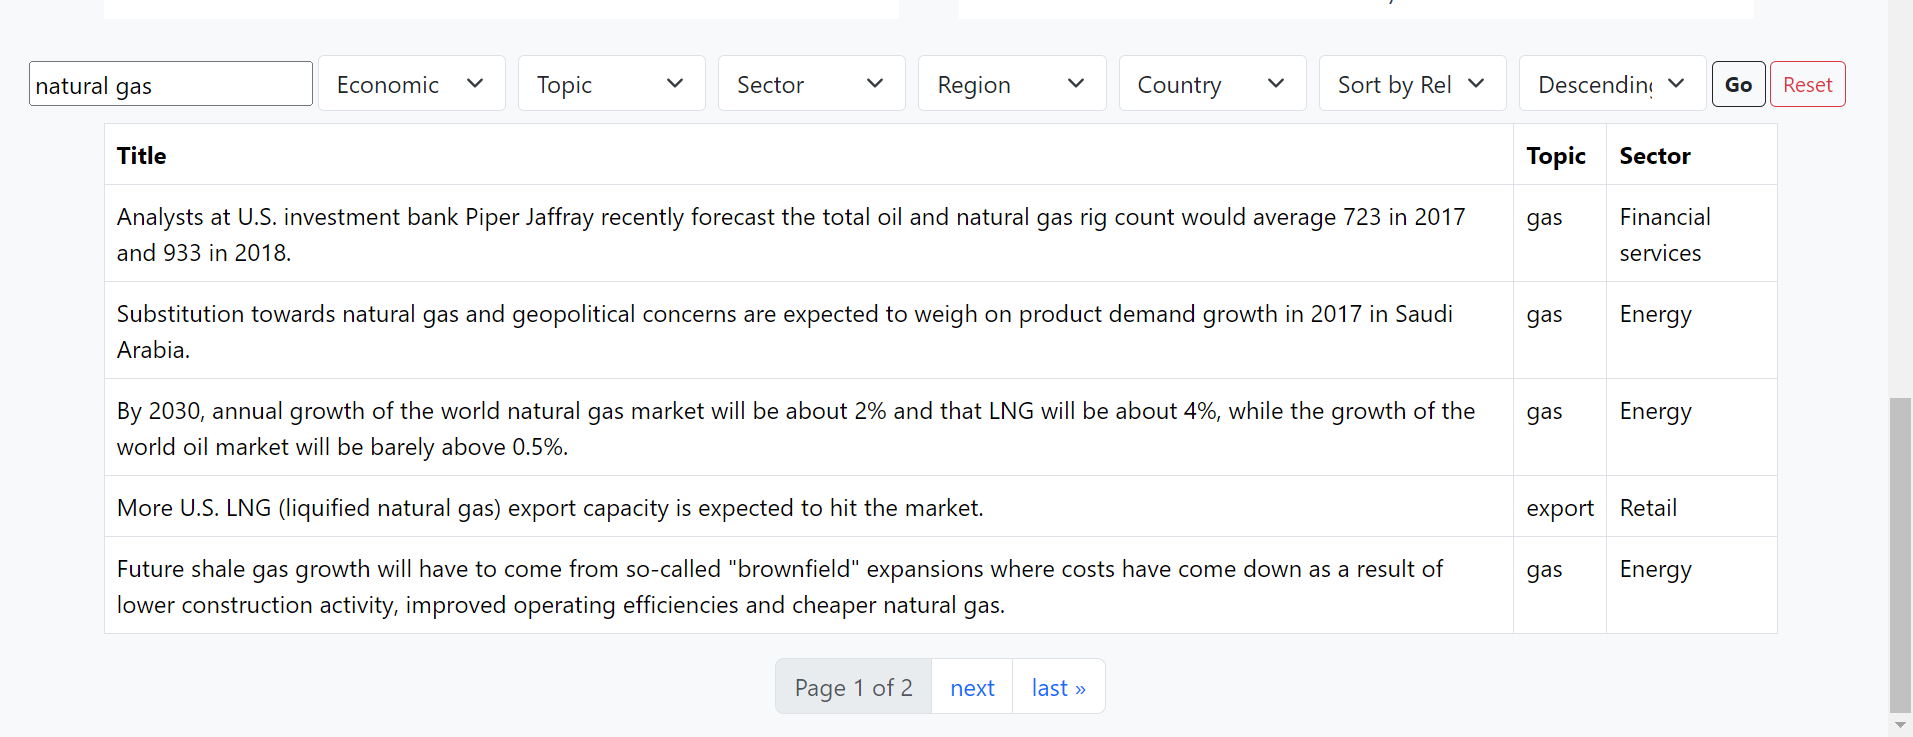 natural gas Economic Topic Sector Region Country Sort by Rel Descending Go Reset
Title Topic Sector
Analysts at U.S. investment bank Piper Jaffray recently forecast the total oil and natural gas rig count would average 723 in 2017 gas Financial
and 933 in 2018. services
Substitution towards natural gas and geopolitical concerns are expected to weigh on product demand growth in 2017 in Saudi gas Energy
Arabia.
By 2030, annual growth of the world natural gas market will be about 2% and that LNG will be about 4%, while the growth of the gas Energy
world oil market will be barely above 0.5%.
More U.S. LNG (liquified natural gas) export capacity is expected to hit the market. export Retail
Future shale gas growth will have to come from so-called "brownfield" expansions where costs have come down as a result of gas Energy
lower construction activity, improved operating efficiencies and cheaper natural gas.
Page 1 of 2 next last »